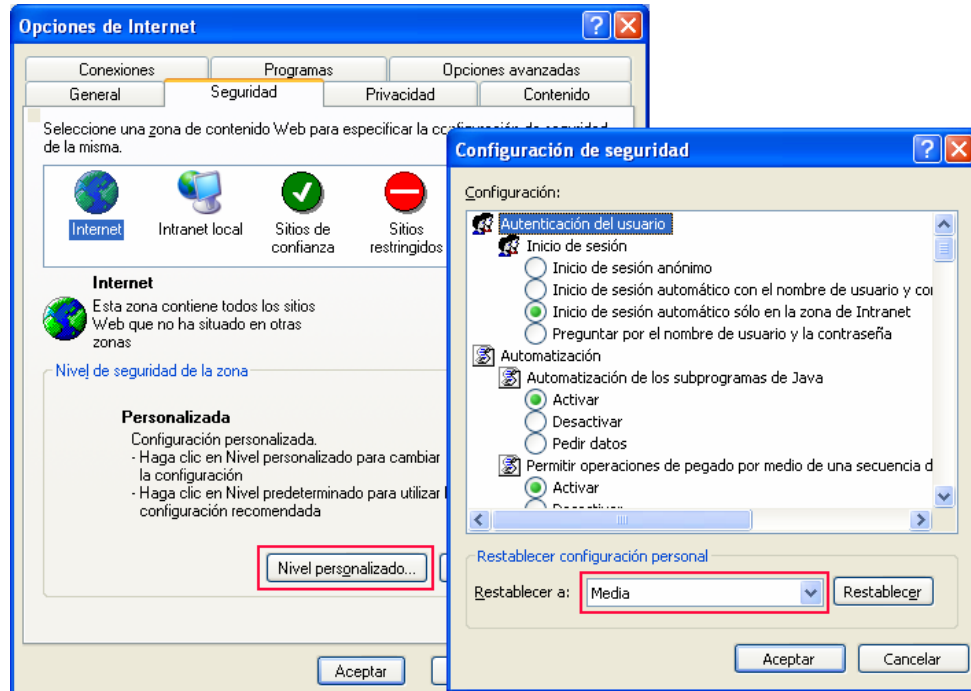 Opciones de Internet
Conexiones
Programas
Opciones avanzadas
General
Seguridad
Privacidad
Contenido
Seleccione una zona de contenido Web para especificar la configuración de seguridad
de la misma.
Internet
Intranet local
Sitios de
confianza
Sitios
restringidos
Internet
Esta zona contiene todos los sitios
Web que no ha situado en otras
zonas
Nivel de seguridad de la zona
Personalizada
Configuración personalizada.
- Haga clic en Nivel personalizado para cambiar
la configuración
- Haga clic en Nivel predeterminado para utilizar
configuración recomendada
Nivel personalizado...
Aceptar
Configuración de seguridad
Configuración:
Autenticación del usuario
Inicio de sesión
Inicio de sesión anónimo
Inicio de sesión automático con el nombre de usuario y
Inicio de sesión automático sólo en la zona de Intranet
Preguntar por el nombre de usuario y la contraseña
Automatización
Automatización de los subprogramas de Java
Activar
Desactivar
Pedir datos
Permitir operaciones de pegado por medio de una secuencia d
Activar
Restablecer configuración personal
Restablecer a:
Media
Restablecer
Aceptar
Cancelar